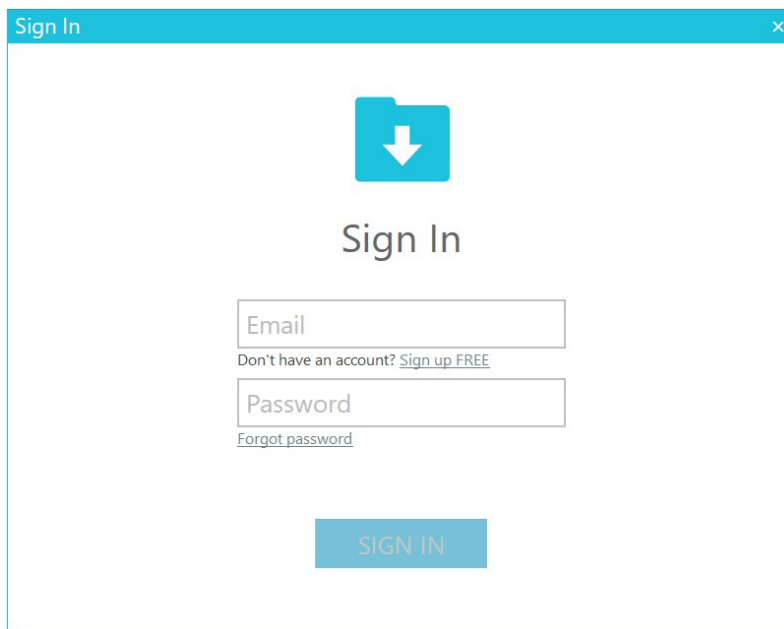 Sign In
Sign In
Email
Don't have an account? Sign up FREE
Password
Forgot password
SIGN IN